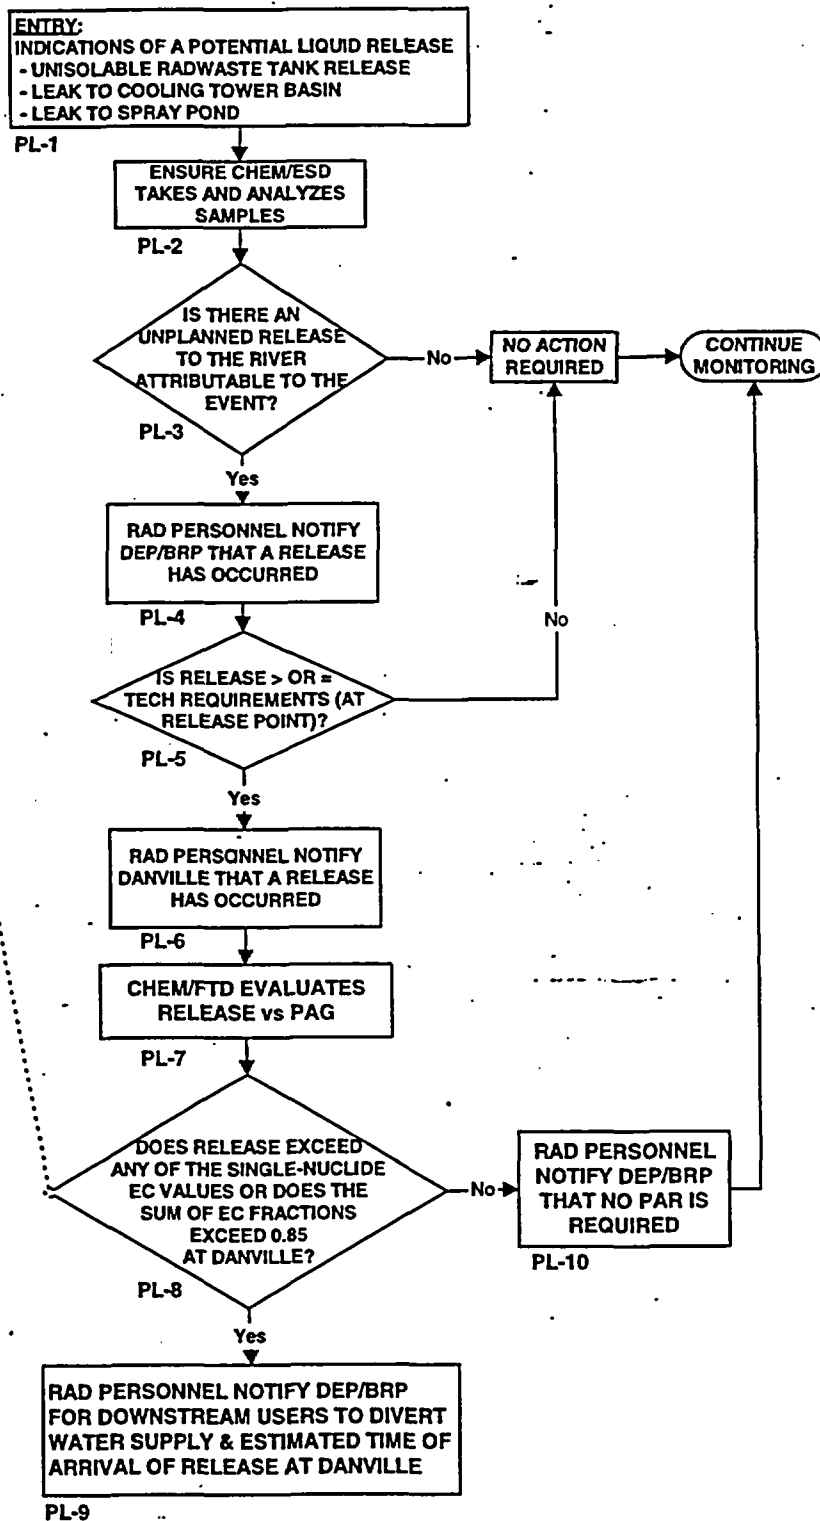 ENTRY:
INDICATIONS OF A POTENTIAL LIQUID RELEASE
- UNISOLABLE RADWASTE TANK RELEASE
- LEAK TO COOLING TOWER BASIN
- LEAK TO SPRAY POND
PL-1
ENSURE CHEM/ESD
TAKES AND ANALYZES
SAMPLES
PL-2
IS THERE AN
UNPLANNED RELEASE
TO THE RIVER
ATTRIBUTABLE TO THE
EVENT?
PL-3
No
NO ACTION
REQUIRED
CONTINUE
MONITORING
Yes
RAD PERSONNEL NOTIFY
DEP/BRP THAT A RELEASE
HAS OCCURRED
PL-4
No
IS RELEASE > OR =
TECH REQUIREMENTS (AT
RELEASE POINT)?
PL-5
Yes
RAD PERSONNEL NOTIFY
DANVILLE THAT A RELEASE
HAS OCCURRED
PL-6
CHEM/FTD EVALUATES
RELEASE vs PAG
PL-7
DOES RELEASE EXCEED
ANY OF THE SINGLE-NUCLIDE
EC VALUES OR DOES THE
SUM OF EC FRACTIONS
EXCEED 0.85
AT DANVILLE?
PL-8
No
RAD PERSONNEL
NOTIFY DEP/BRP
THAT NO PAR IS
REQUIRED
PL-10
Yes
RAD PERSONNEL NOTIFY DEP/BRP
FOR DOWNSTREAM USERS TO DIVERT
WATER SUPPLY & ESTIMATED TIME OF
ARRIVAL OF RELEASE AT DANVILLE
PL-9